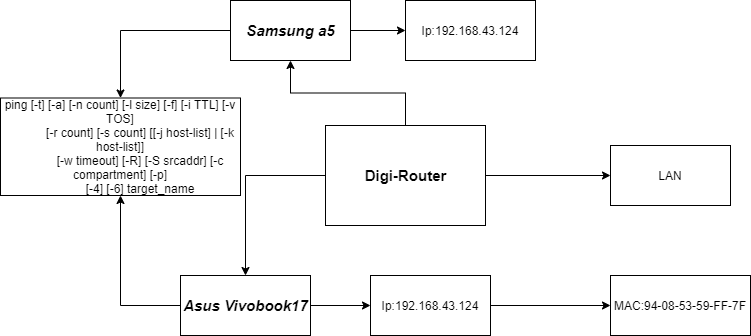 Samsung a5
Ip:192.168.43.124
ping [-t] [-a] [-n count] [-l size] [-f] [-i TTL] [-v
TOS]
[-r count] [-s count] [[-j host-list] | [-k
host-list]]
[-w timeout] [-R] [-S srcaddr] [-c
compartment] [-p]
[-4] [-6] target_name
Digi-Router
LAN
Asus Vivobook17
Ip:192.168.43.124
MAC:94-08-53-59-FF-7F